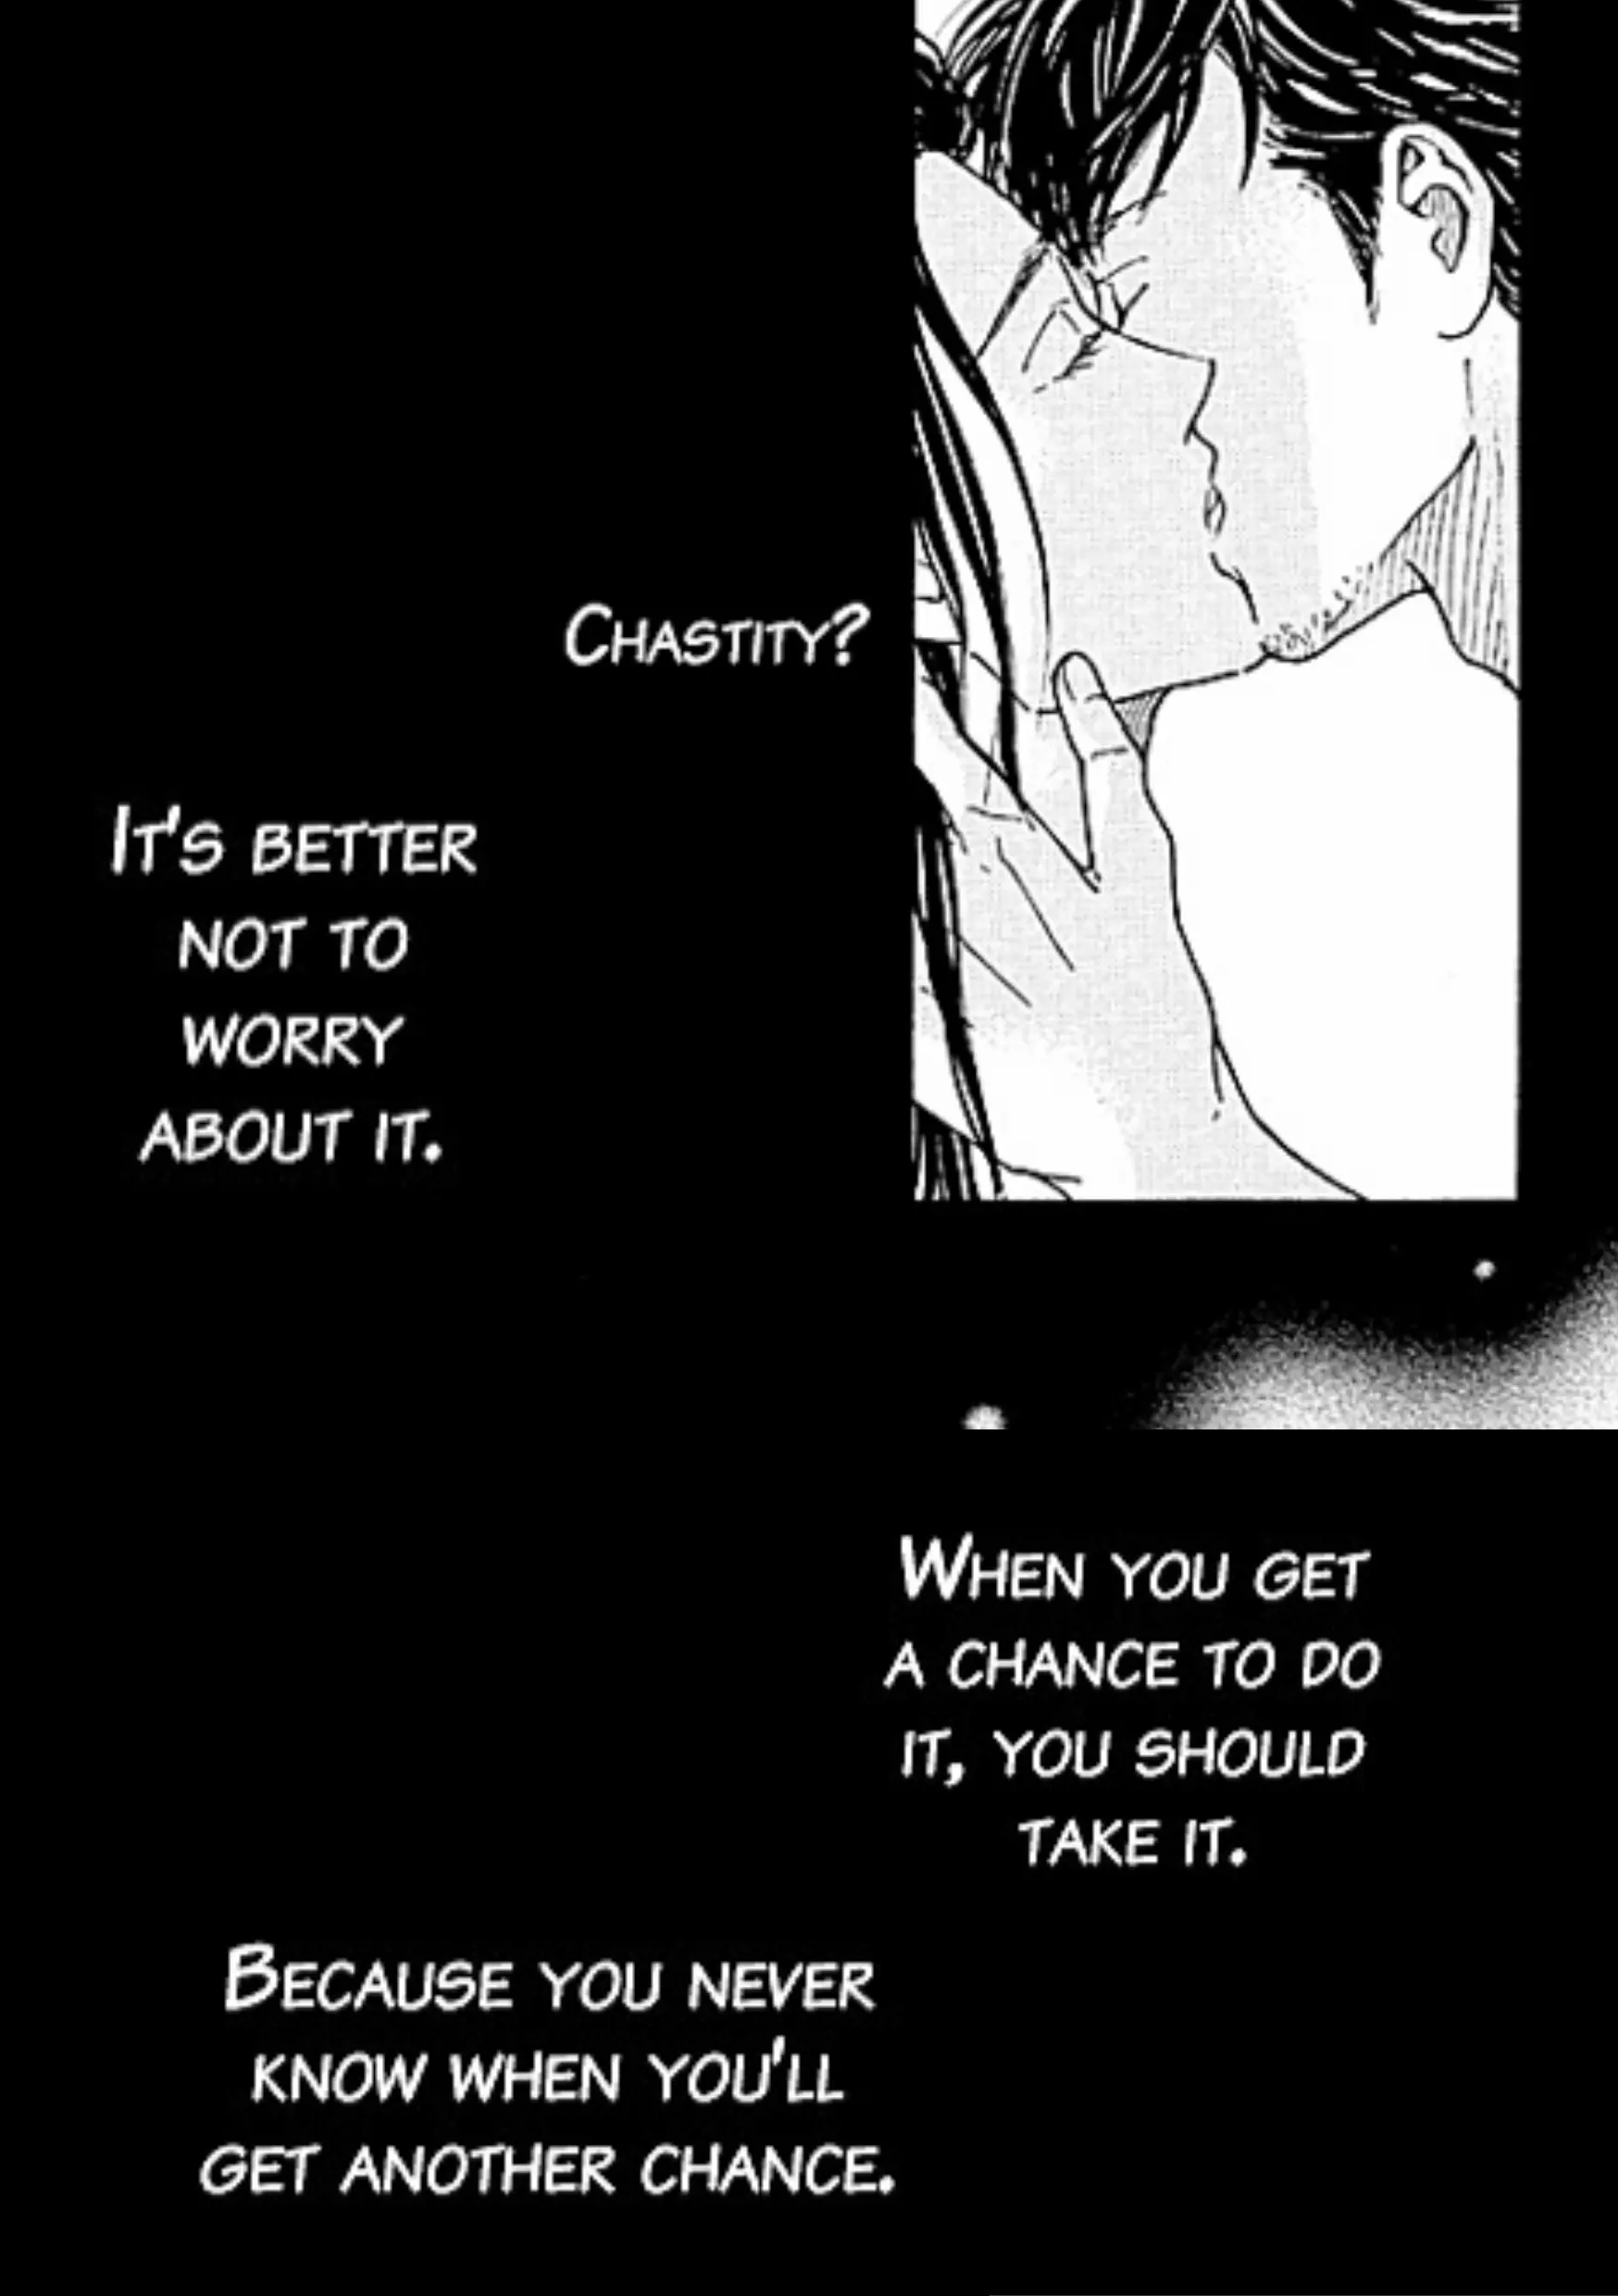 Chastity?
It's better
not to
worry
about it.
When you get
a chance to do
it, you should
take it.
Because you never
know when you'll
get another chance.